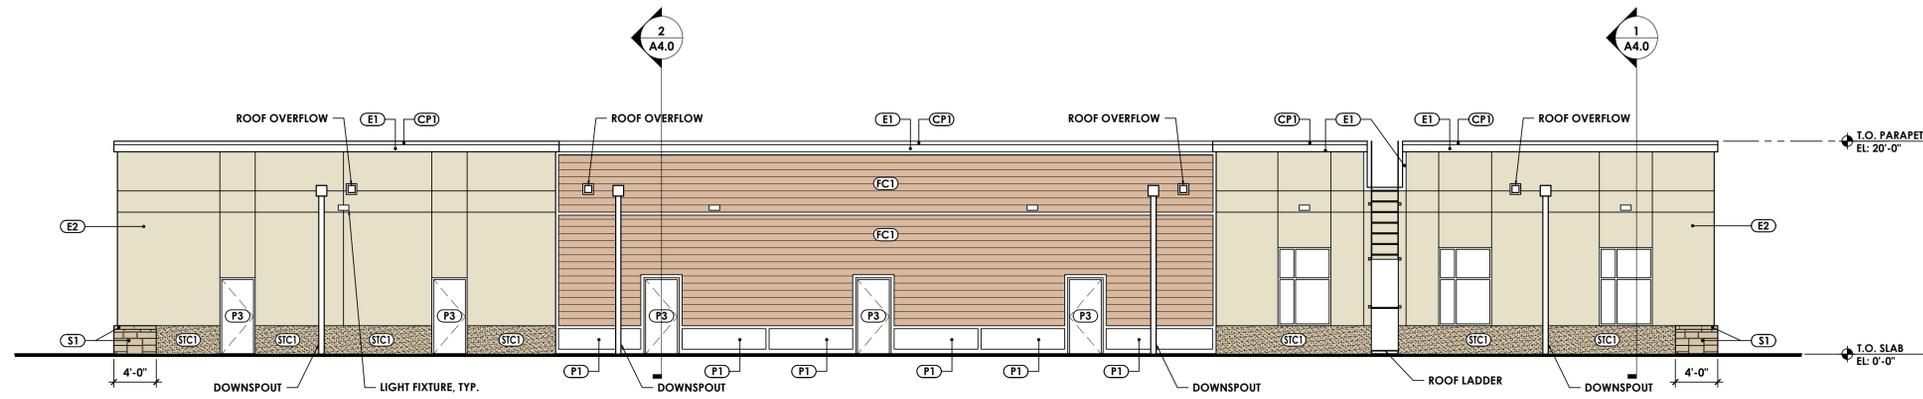 2
A4.0
1
A4.0
ROOF OVERFLOW
E1
CP1
ROOF OVERFLOW
E1
CP1
ROOF OVERFLOW
CP1
E1
E1
CP1
ROOF OVERFLOW
T.O. PARAPET
EL: 20'-0"
FC1
E2
FC1
E2
P3
P3
P3
P3
P3
S1
STC1
STC1
STC1
STC1
STC1
STC1
STC1
S1
T.O. SLAB
EL: 0'-0"
4'-0"
P1
P1
P1
P1
P1
P1
4'-0"
DOWNSPOUT
LIGHT FIXTURE, TYP.
DOWNSPOUT
DOWNSPOUT
ROOF LADDER
DOWNSPOUT